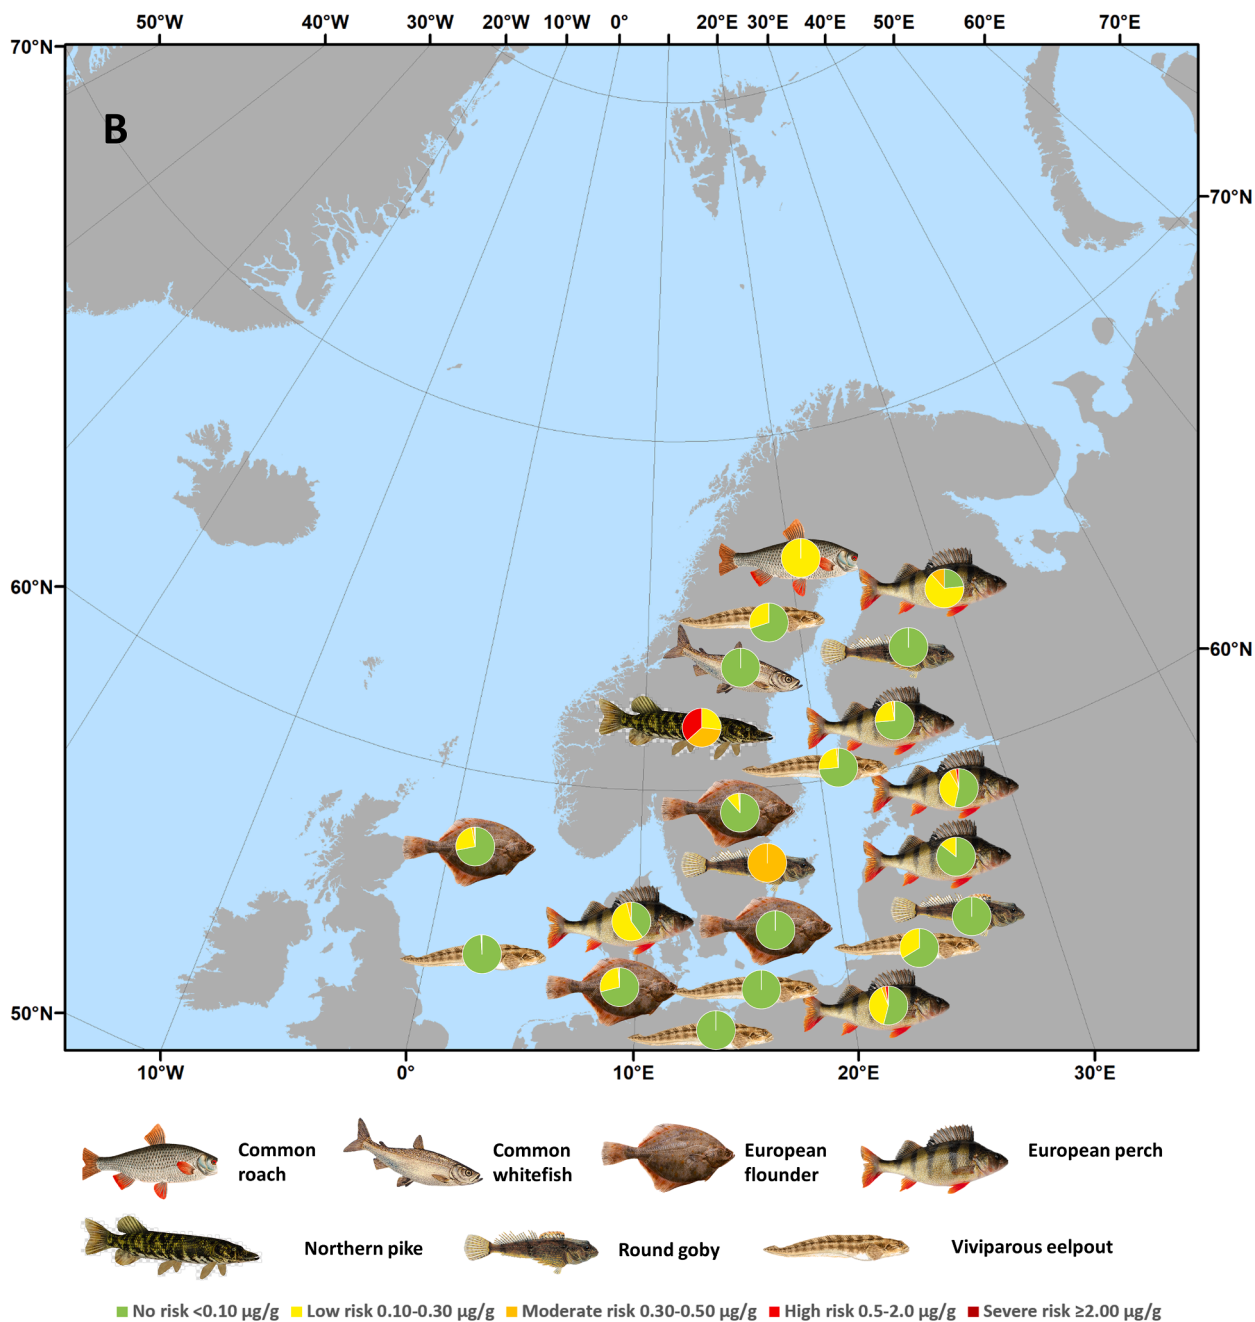 50°W 40°W 30°W 20°W 10°W 0° 20°E 30°E 40°E 50°E 60°E 70°E
70°N
B
70°N
60°N
60°N
50°N
10°W 0° 10°E 20°E 30°E
Common
roach
Common
whitefish
European
flounder
European perch
Northern pike
Round goby
Viviparous eelpout
No risk <0.10 µg/g Low risk 0.10-0.30 µg/g Moderate risk 0.30-0.50 µg/g High risk 0.5-2.0 µg/g Severe risk ≥2.00 µg/g